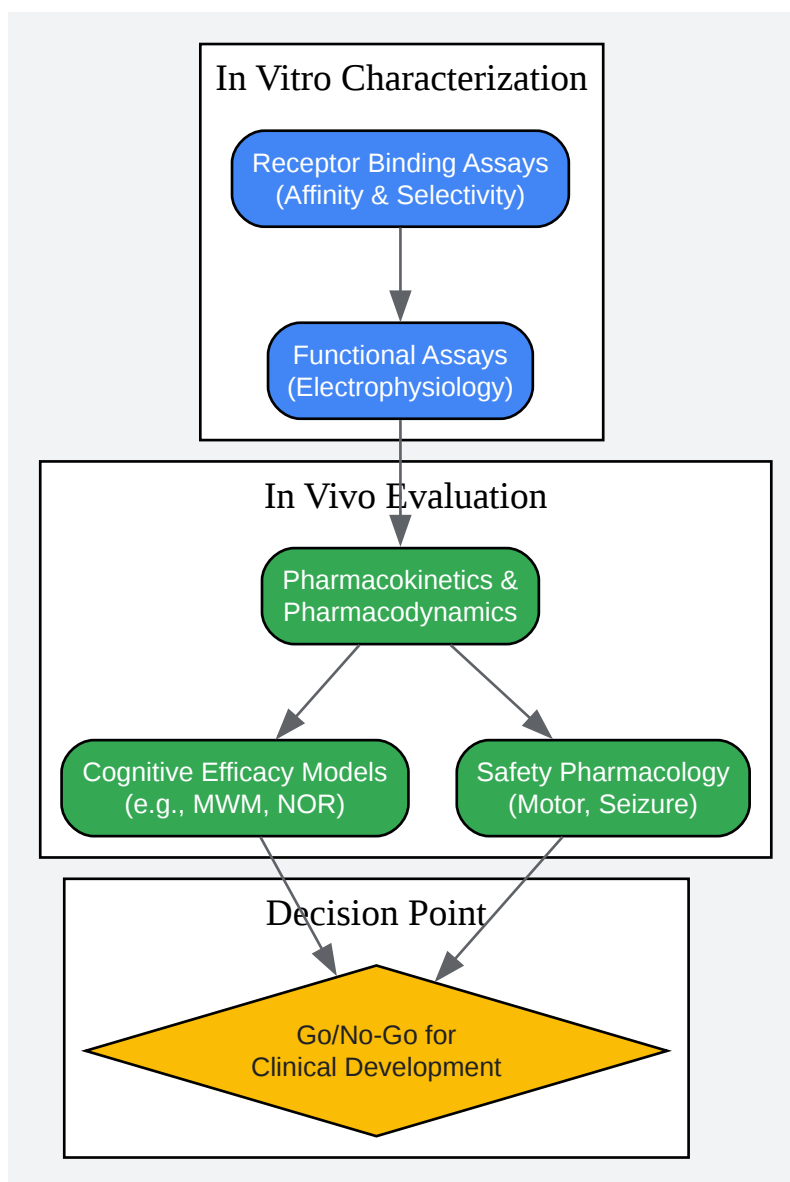 In Vitro Characterization
Receptor Binding Assays
(Affinity & Selectivity)
Functional Assays
(Electrophysiology)
In Vivo Evaluation
Pharmacokinetics &
Pharmacodynamics
Cognitive Efficacy Models
(e.g., MWM, NOR)
Safety Pharmacology
(Motor, Seizure)
Decision Point
Go/No-Go for
Clinical Development